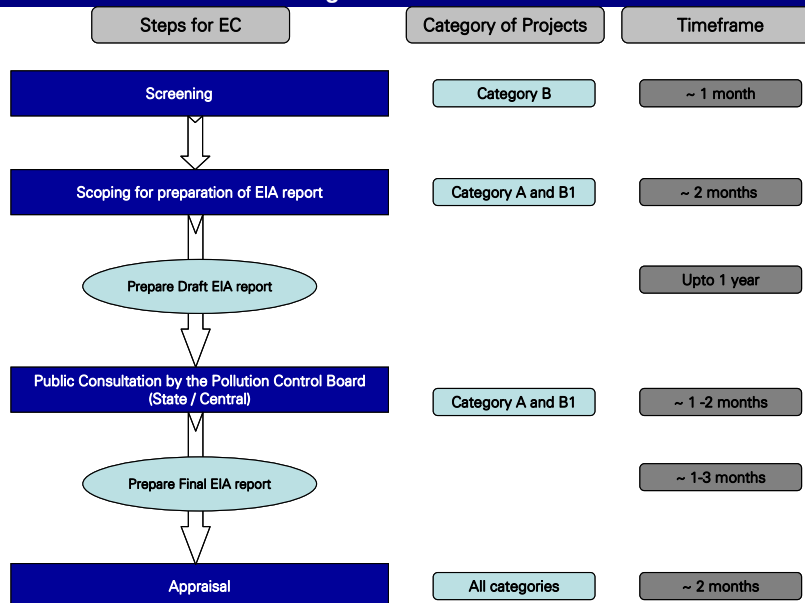 Steps for EC
Category of Projects
Timeframe
Screening
Category B
~ 1 month
Scoping for preparation of EIA report
Category A and B1
~ 2 months
Prepare Draft EIA report
Upto 1 year
Public Consultation by the Pollution Control Board
(State / Central)
Category A and B1
~ 1 -2 months
Prepare Final EIA report
~ 1-3 months
Appraisal
All categories
~ 2 months